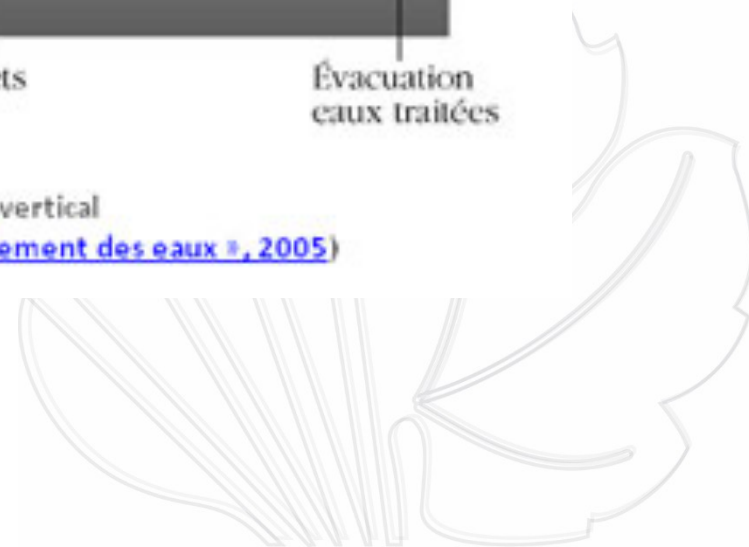 ts
Évacuation
eaux traitées
vertical
ement des eaux », 2005)